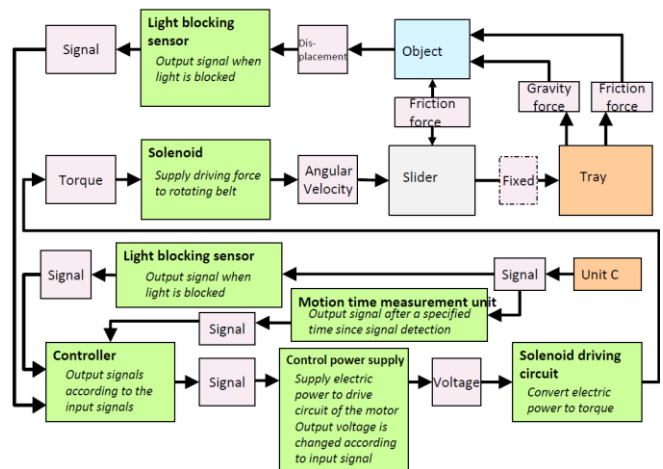 Signal
Light blocking
sensor
Output signal when
light is blocked
Dis-
placement
Object
Gravity
force
Friction
force
Friction
force
Torque
Solenoid
Supply driving force
to rotating belt
Angular
Velocity
Slider
Fixed
Tray
Signal
Light blocking sensor
Output signal when
light is blocked
Signal
Unit C
Motion time measurement unit
Output signal after a specified
time since signal detection
Signal
Controller
Output signals
according to the
input signals
Signal
Control power supply
Supply electric
power to drive
circuit of the motor
Output voltage is
changed according
to input signal
Voltage
Solenoid driving
circuit
Convert electric
power to torque